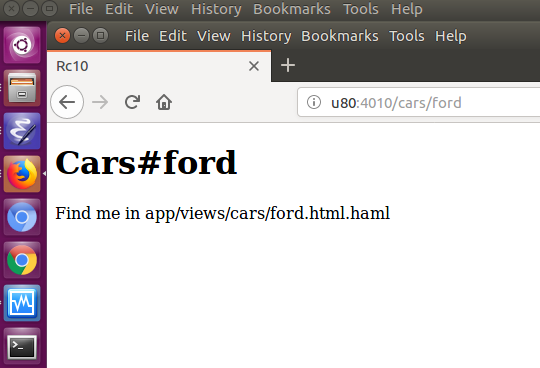 File Edit View History Bookmarks Tools Help
File Edit View History Bookmarks Tools Help
Rc10
u80:4010/cars/ford
Cars#ford
Find me in app/views/cars/ford.html.haml